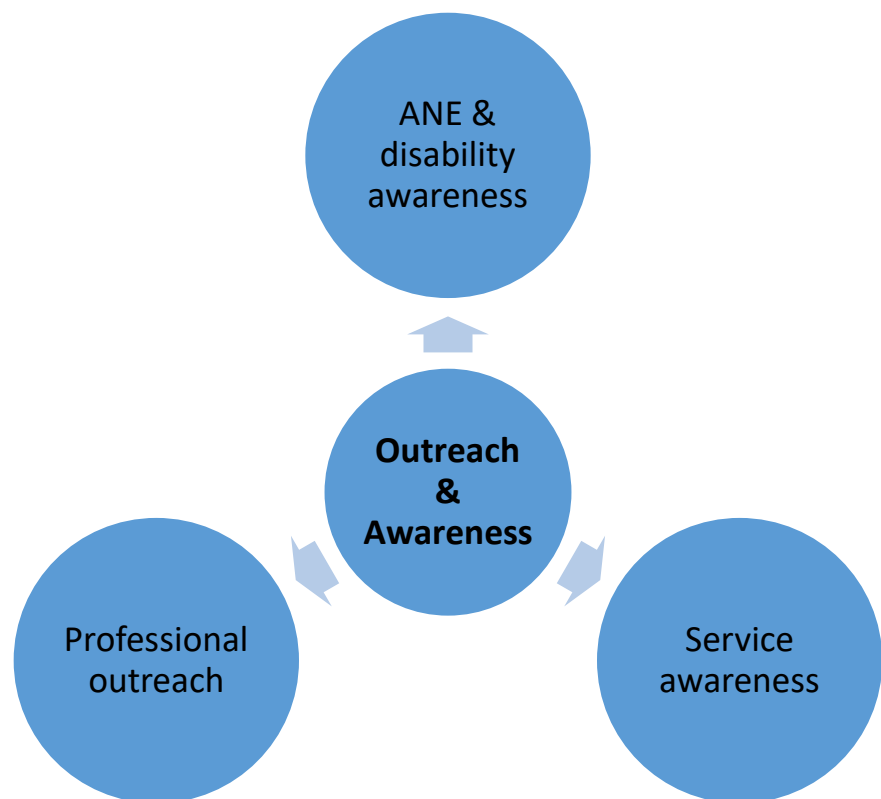 ANE &
disability
awareness
Outreach
&
Awareness
Professional
outreach
Service
awareness